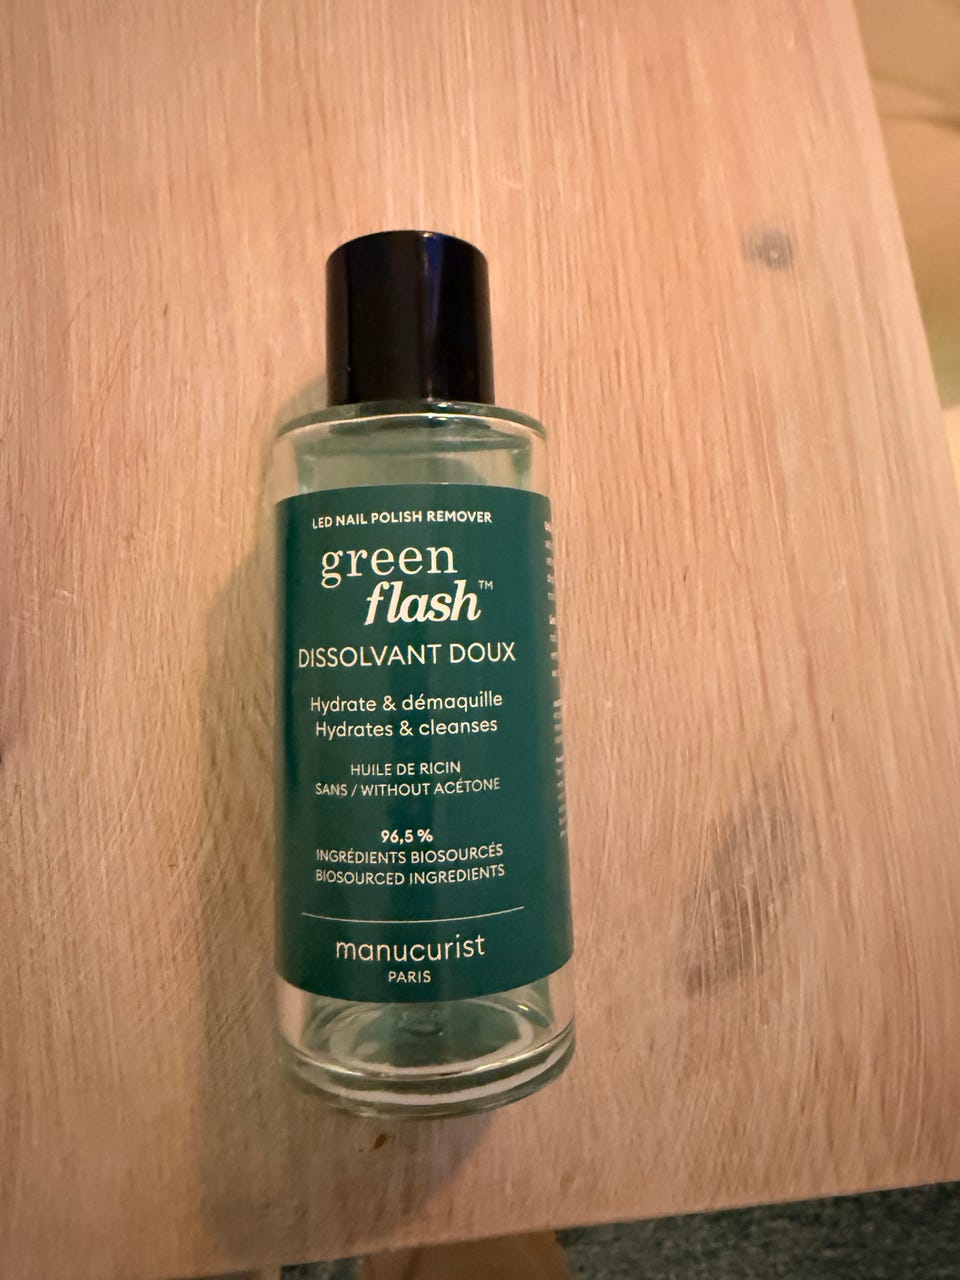 LED NAIL POLISH REMOVER
green
flash™
DISSOLVANT DOUX
Hydrate & démaquille
Hydrates & cleanses
HUILE DE RICIN
SANS / WITHOUT ACÉTONE
96,5 %
INGRÉDIENTS BIOSOURCÉS
BIOSOURCED INGREDIENTS
manucurist
PARIS